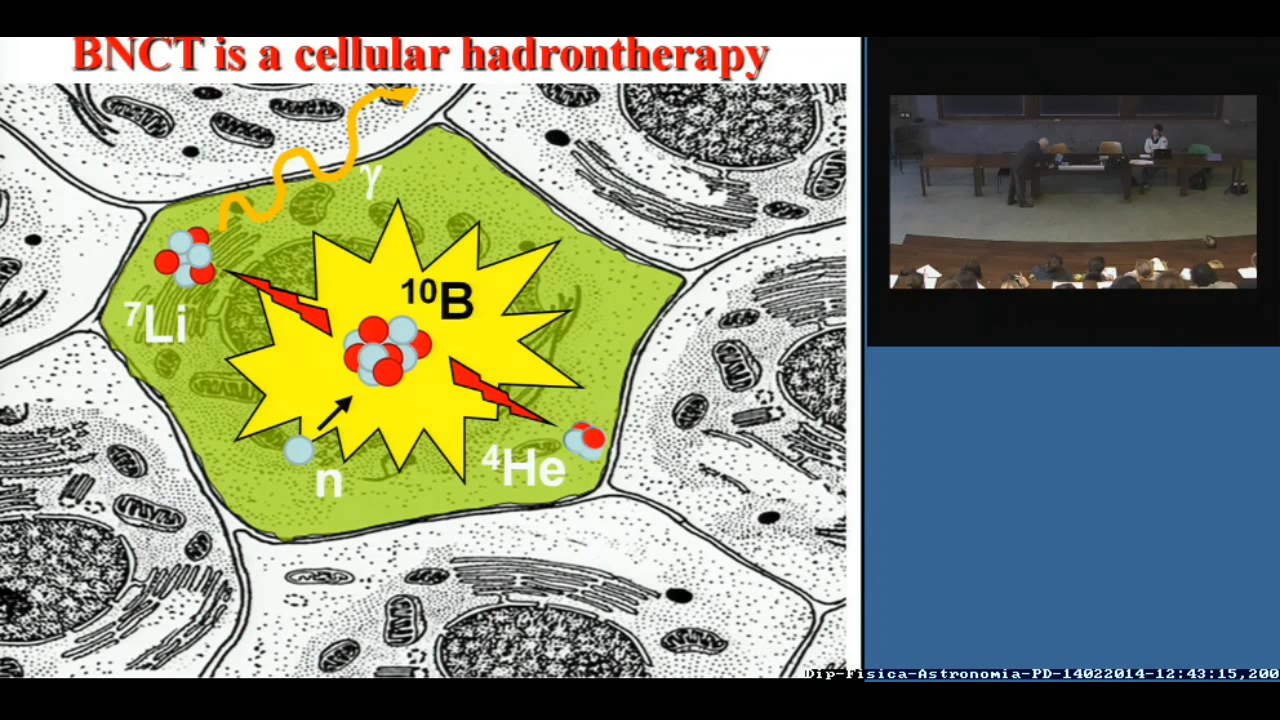 BNCT is a cellular hadrontherapy
γ
¹⁰B
⁷Li
⁴He
n
Dip-Fisica-Astronomia-PD-14022014-12:43:15,200